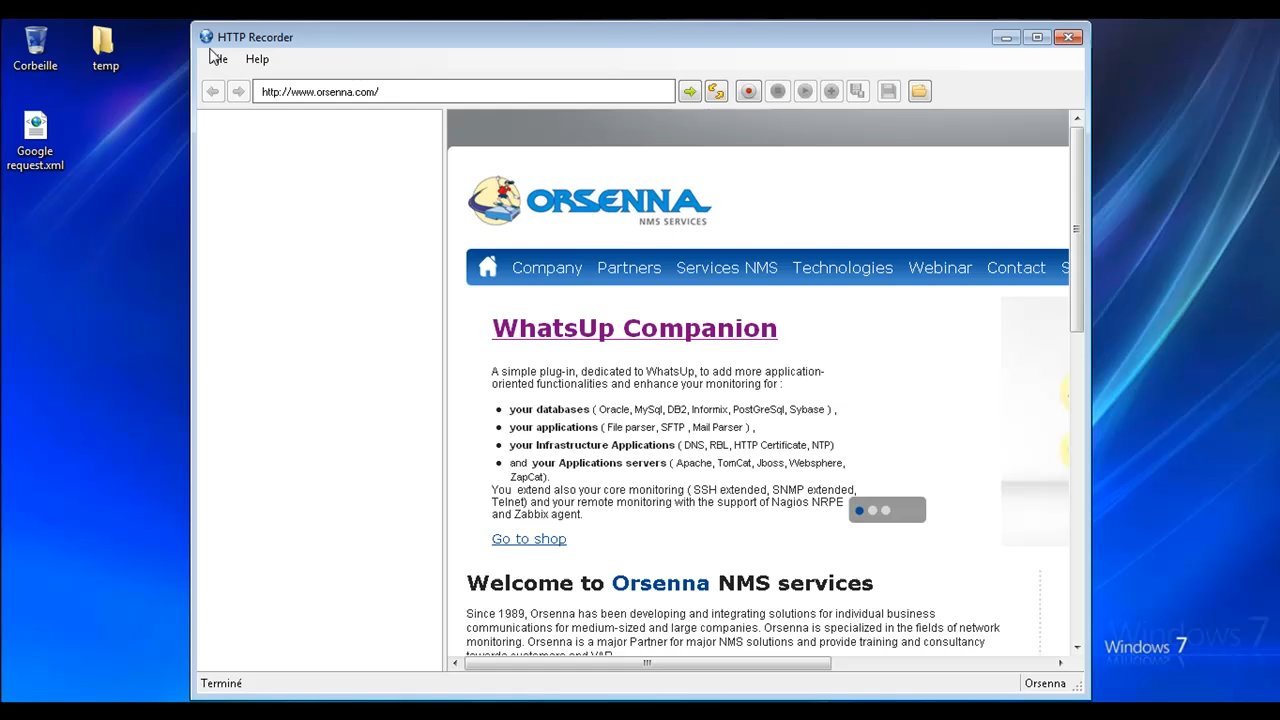 Corbeille
temp
Google
request.xml
HTTP Recorder
Help
http://www.orsenna.com/
ORSENNA
NMS SERVICES
Company Partners Services NMS Technologies Webinar Contact S
WhatsUp Companion
A simple plug-in, dedicated to WhatsUp, to add more application-
oriented functionalities and enhance your monitoring for :
your databases ( Oracle, MySql, DB2, Informix, PostGreSql, Sybase ) ,
your applications ( File parser, SFTP , Mail Parser ) ,
your Infrastructure Applications ( DNS, RBL, HTTP Certificate, NTP)
and your Applications servers ( Apache, TomCat, Jboss, Websphere,
ZapCat).
You extend also your core monitoring ( SSH extended, SNMP extended,
Telnet) and your remote monitoring with the support of Nagios NRPE
and Zabbix agent.
Go to shop
Welcome to Orsenna NMS services
Since 1989, Orsenna has been developing and integrating solutions for individual business
communications for medium-sized and large companies. Orsenna is specialized in the fields of network
monitoring. Orsenna is a major Partner for major NMS solutions and provide training and consultancy
towards customers and VAR.
Terminé
Orsenna
Windows 7